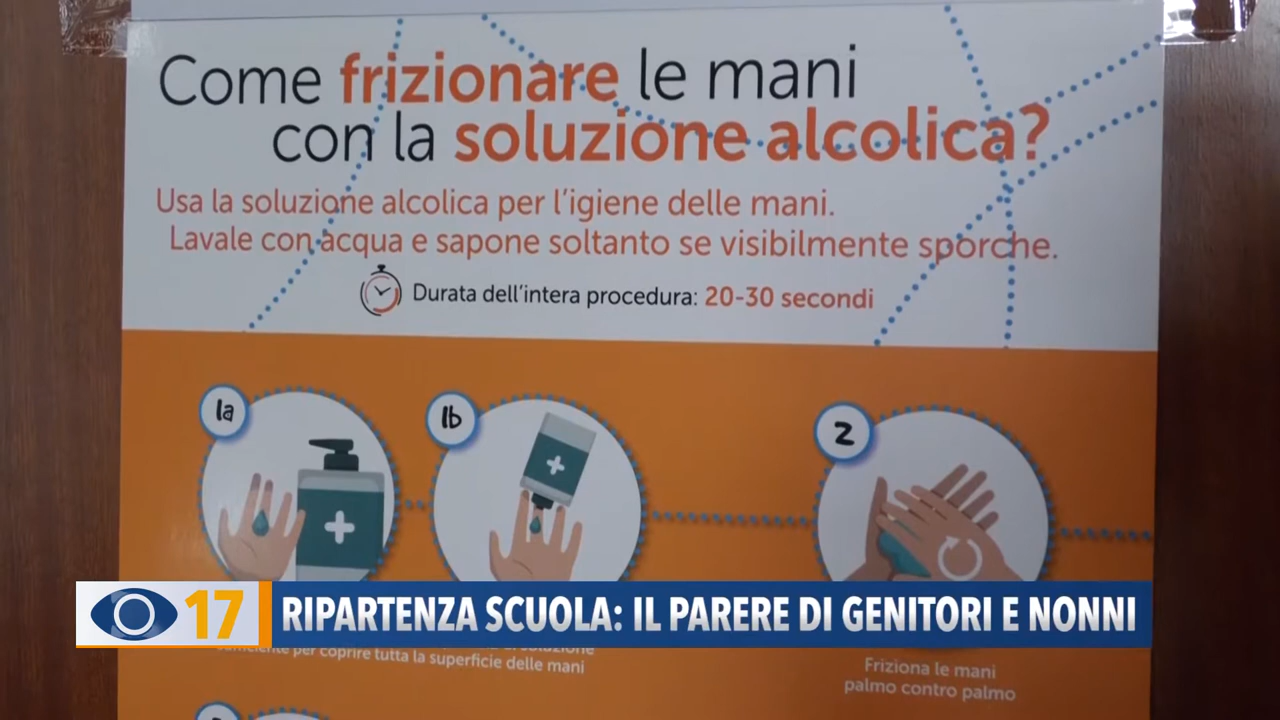 Come frizionare le mani
con la soluzione alcolica?
Usa la soluzione alcolica per l'igiene delle mani.
Lavale con acqua e sapone soltanto se visibilmente sporche.
Durata dell'intera procedura: 20-30 secondi
1a
1b
2
17
RIPARTENZA SCUOLA: IL PARERE DI GENITORI E NONNI
sufficiente per coprire tutta la superficie delle mani
Friziona le mani
palmo contro palmo